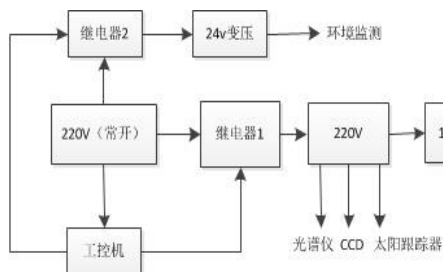 继电器2
24v变压
环境监测
220V（常开）
继电器1
220V
1
工控机
光谱仪 CCD 太阳跟踪器